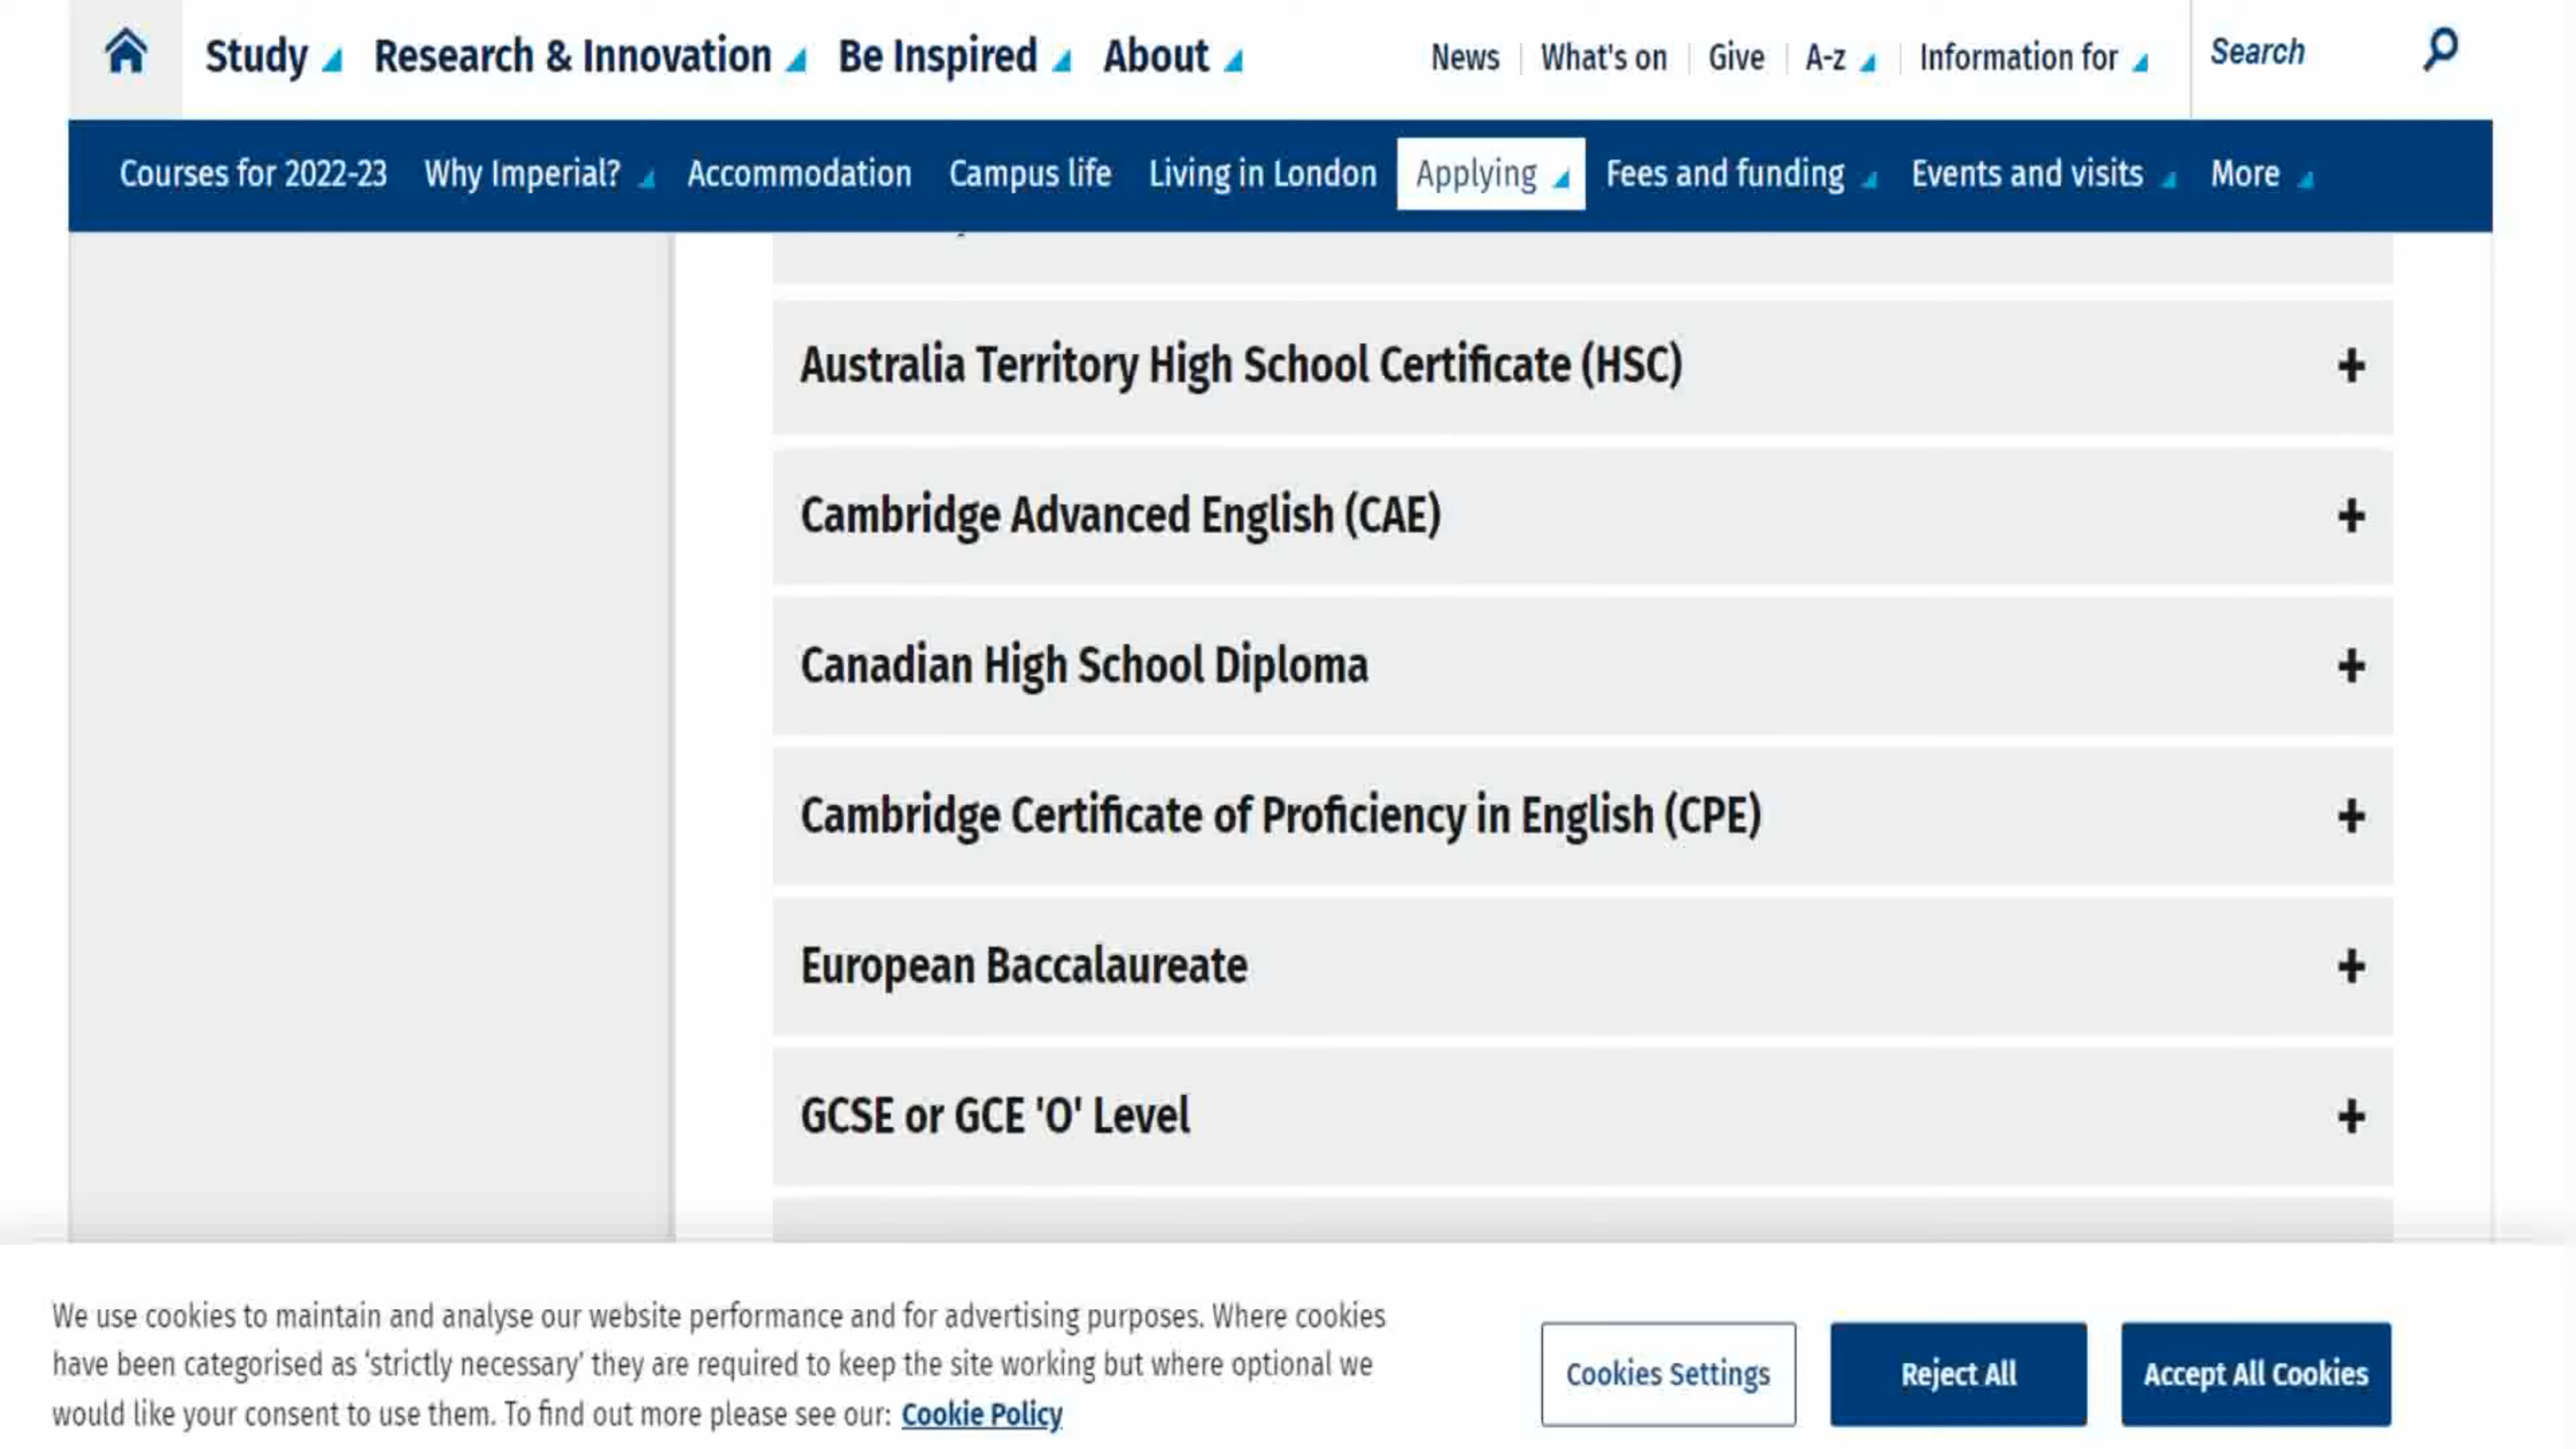 Study Research & Innovation Be Inspired About News What's on Give A-z Information for Search
Courses for 2022-23 Why Imperial? Accommodation Campus life Living in London Applying Fees and funding Events and visits More
Australia Territory High School Certificate (HSC) +
Cambridge Advanced English (CAE) +
Canadian High School Diploma +
Cambridge Certificate of Proficiency in English (CPE) +
European Baccalaureate +
GCSE or GCE 'O' Level +
We use cookies to maintain and analyse our website performance and for advertising purposes. Where cookies
have been categorised as ‘strictly necessary’ they are required to keep the site working but where optional we
would like your consent to use them. To find out more please see our: Cookie Policy
Cookies Settings Reject All Accept All Cookies